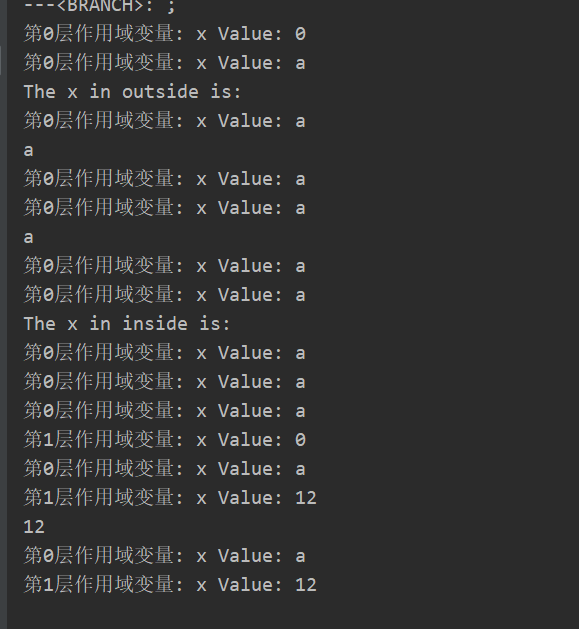 ---<BRANCH>: ;
第0层作用域变量: x Value: 0
第0层作用域变量: x Value: a
The x in outside is:
第0层作用域变量: x Value: a
a
第0层作用域变量: x Value: a
第0层作用域变量: x Value: a
a
第0层作用域变量: x Value: a
第0层作用域变量: x Value: a
The x in inside is:
第0层作用域变量: x Value: a
第0层作用域变量: x Value: a
第0层作用域变量: x Value: a
第1层作用域变量: x Value: 0
第0层作用域变量: x Value: a
第1层作用域变量: x Value: 12
12
第0层作用域变量: x Value: a
第1层作用域变量: x Value: 12